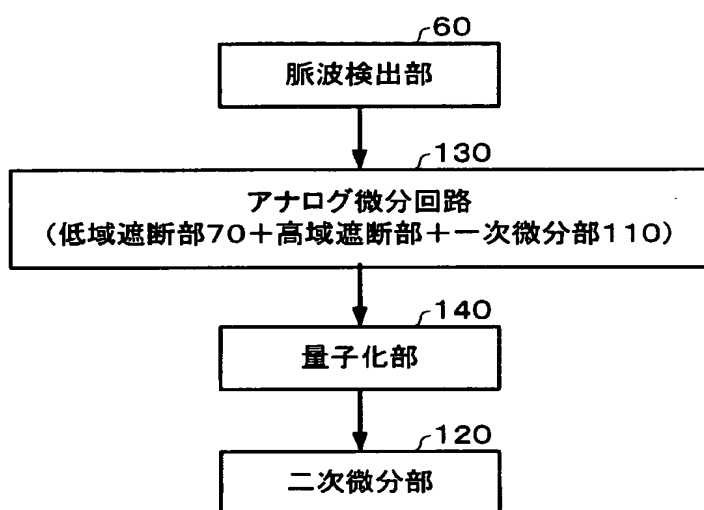 60
脈波検出部
130
アナログ微分回路
(低域遮断部70+高域遮断部+一次微分部110)
140
量子化部
120
二次微分部